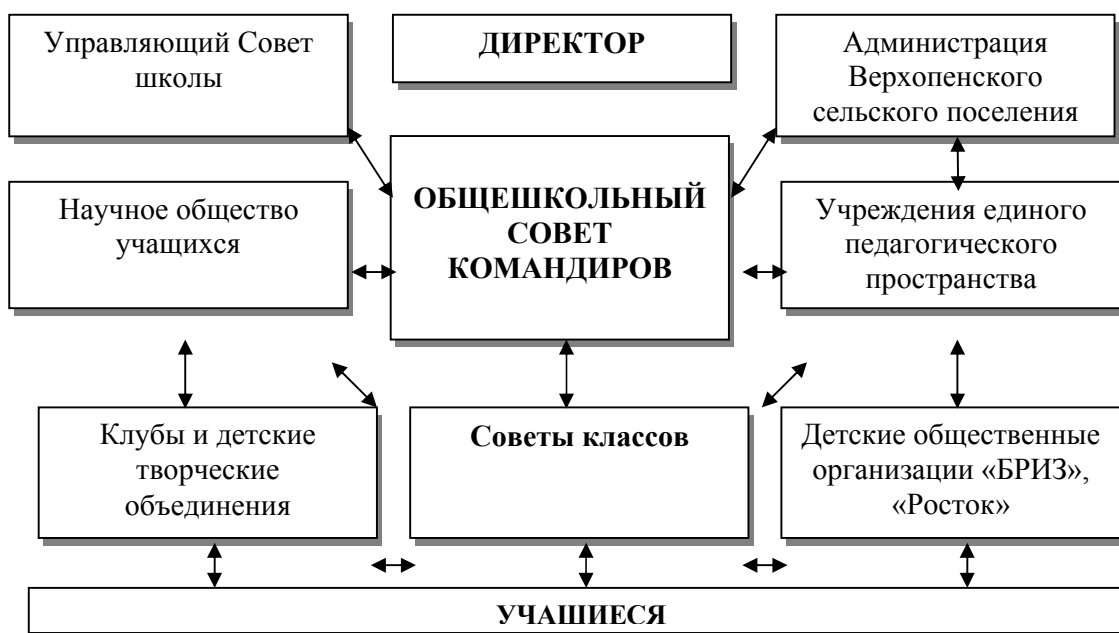 Управляющий Совет
школы
ДИРЕКТОР
Администрация
Верхопенского
сельского поселения
Научное общество
учащихся
ОБЩЕШКОЛЬНЫЙ
СОВЕТ
КОМАНДИРОВ
Учреждения единого
педагогического
пространства
Клубы и детские
творческие
объединения
Советы классов
Детские общественные
организации «БРИЗ»,
«Росток»
УЧАШИЕСЯ